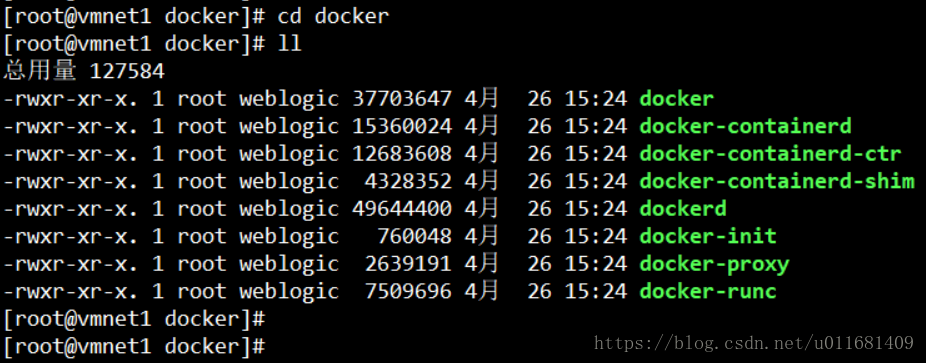 [root@vmnet1 docker]# cd docker
[root@vmnet1 docker]# ll
总用量 127584
-rwxr-xr-x. 1 root weblogic 37703647 4月  26 15:24 docker
-rwxr-xr-x. 1 root weblogic 15360024 4月  26 15:24 docker-containerd
-rwxr-xr-x. 1 root weblogic 12683608 4月  26 15:24 docker-containerd-ctr
-rwxr-xr-x. 1 root weblogic  4328352 4月  26 15:24 docker-containerd-shim
-rwxr-xr-x. 1 root weblogic 49644400 4月  26 15:24 dockerd
-rwxr-xr-x. 1 root weblogic   760048 4月  26 15:24 docker-init
-rwxr-xr-x. 1 root weblogic  2639191 4月  26 15:24 docker-proxy
-rwxr-xr-x. 1 root weblogic  7509696 4月  26 15:24 docker-runc
[root@vmnet1 docker]#
[root@vmnet1 docker]#
https://blog.csdn.net/u011681409